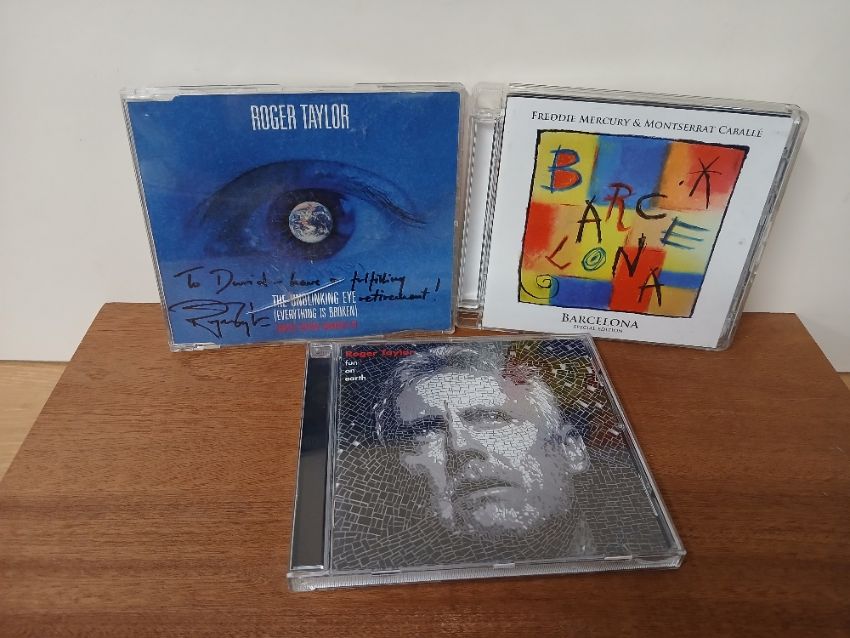 ROGER TAYLOR
To David - have a fulfilling
retirement!
THE UNBLINKING EYE
(EVERYTHING IS BROKEN)
FREDDIE MERCURY & MONTSERRAT CABALLÉ
BARCELONA
BARCELONA
SPECIAL EDITION
Roger Taylor
fun
on
earth